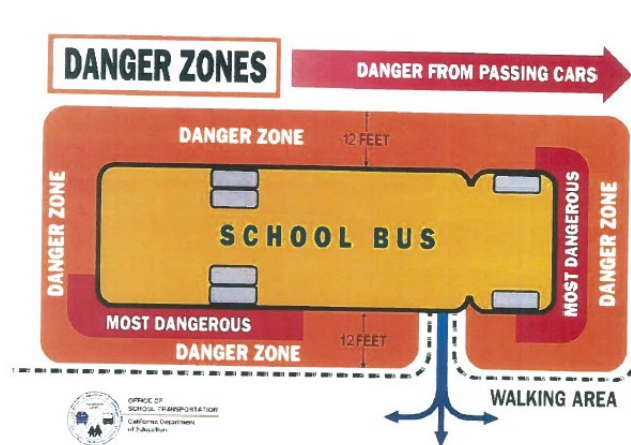 DANGER ZONES
DANGER FROM PASSING CARS
DANGER ZONE
12 FEET
DANGER ZONE
SCHOOL BUS
MOST DANGEROUS
DANGER ZONE
MOST DANGEROUS
12 FEET
DANGER ZONE
WALKING AREA
OFFICE OF
SCHOOL TRANSPORTATION
California Department
of Education